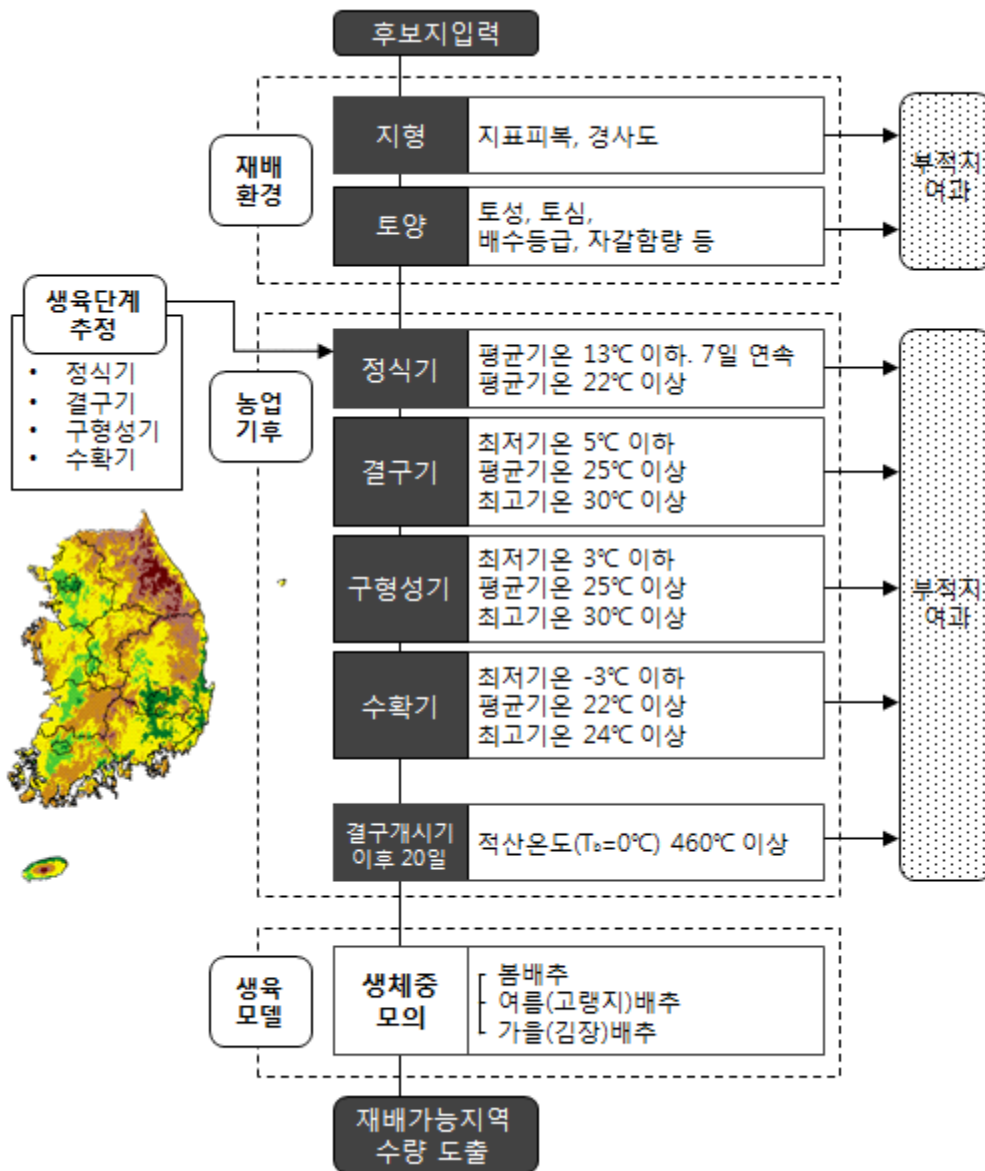 후보지입력
재배
환경
지형
지표피복, 경사도
토양
토성, 토심,
배수등급, 자갈함량 등
부적지
여과
생육단계
추정
• 정식기
• 결구기
• 구형성기
• 수확기
농업
기후
정식기
평균기온 13℃ 이하. 7일 연속
평균기온 22℃ 이상
결구기
최저기온 5℃ 이하
평균기온 25℃ 이상
최고기온 30℃ 이상
구형성기
최저기온 3℃ 이하
평균기온 25℃ 이상
최고기온 30℃ 이상
수확기
최저기온 -3℃ 이하
평균기온 22℃ 이상
최고기온 24℃ 이상
결구개시기
이후 20일
적산온도(Tb=0℃) 460℃ 이상
부적지
여과
생육
모델
생체중
모의
봄배추
여름(고랭지)배추
가을(김장)배추
재배가능지역
수량 도출